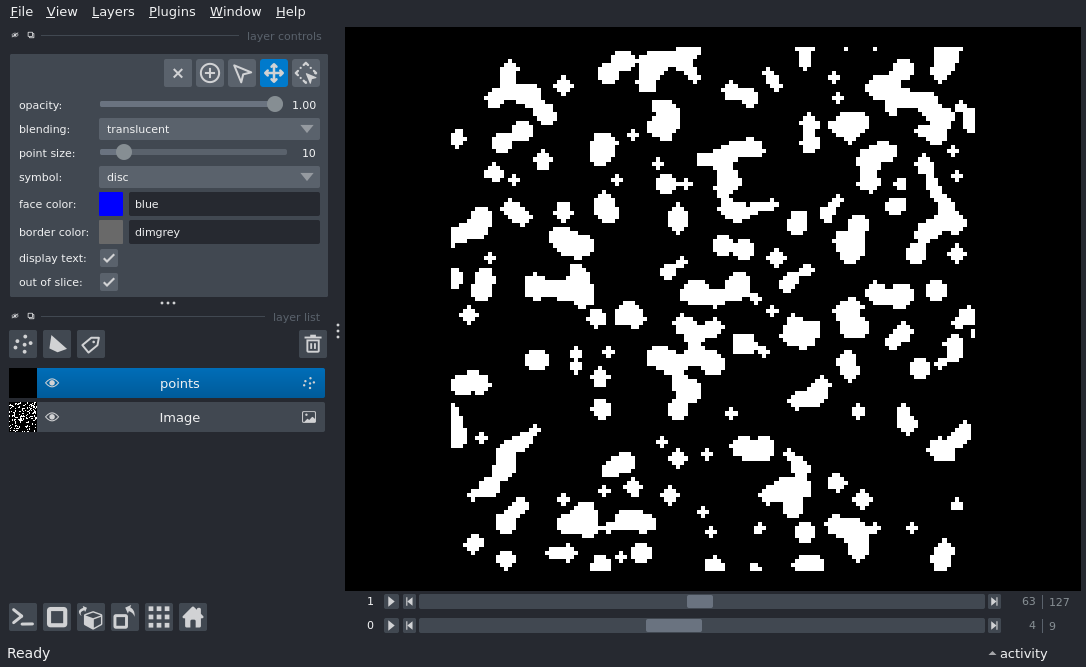 File View Layers Plugins Window Help
layer controls
opacity: 1.00
blending: translucent
point size: 10
symbol: disc
face color: blue
border color: dimgrey
display text:
out of slice:
layer list
points
Image
1 63 127
0 4 9
Ready activity